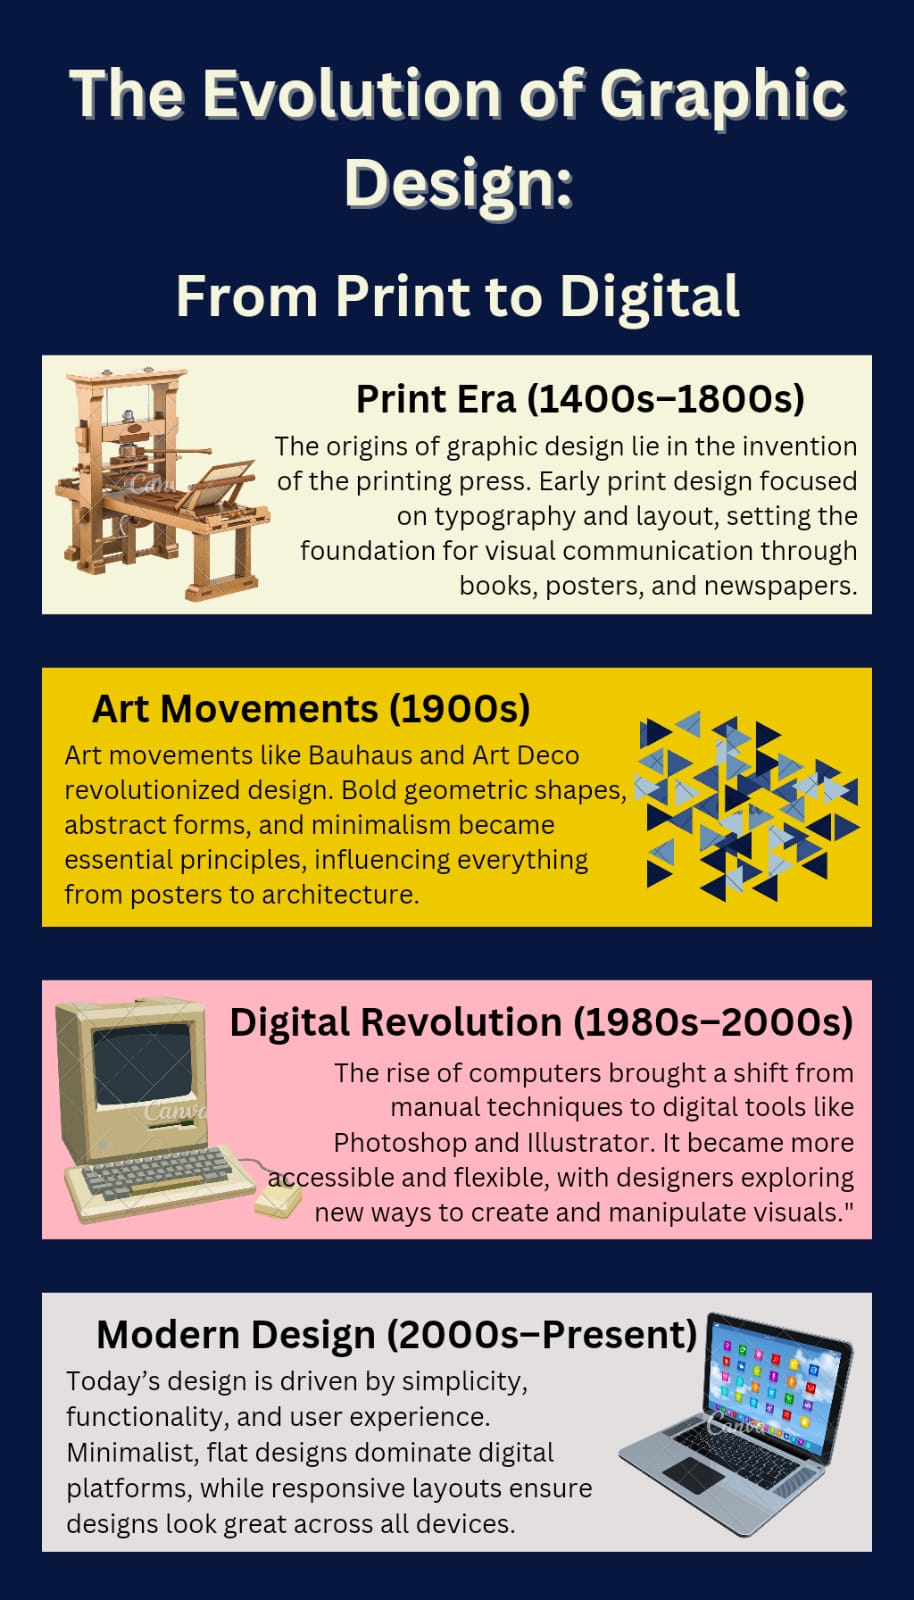 The Evolution of Graphic
Design:
From Print to Digital
Print Era (1400s–1800s)
The origins of graphic design lie in the invention
of the printing press. Early print design focused
on typography and layout, setting the
foundation for visual communication through
books, posters, and newspapers.
Canva
Art Movements (1900s)
Art movements like Bauhaus and Art Deco
revolutionized design. Bold geometric shapes,
abstract forms, and minimalism became
essential principles, influencing everything
from posters to architecture.
Digital Revolution (1980s–2000s)
The rise of computers brought a shift from
manual techniques to digital tools like
Photoshop and Illustrator. It became more
accessible and flexible, with designers exploring
new ways to create and manipulate visuals."
Canva
Modern Design (2000s–Present)
Today’s design is driven by simplicity,
functionality, and user experience.
Minimalist, flat designs dominate digital
platforms, while responsive layouts ensure
designs look great across all devices.
Canva